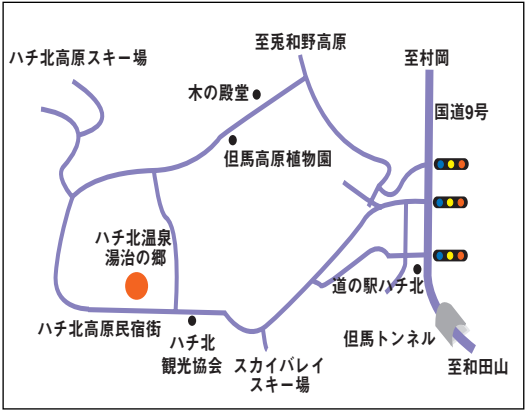 至兎和野高原
ハチ北高原スキー場
至村岡
木の殿堂
国道9号
但馬高原植物園
ハチ北温泉
湯治の郷
道の駅ハチ北
ハチ北高原民宿街
ハチ北
観光協会
スカイバレイ
スキー場
但馬トンネル
至和田山